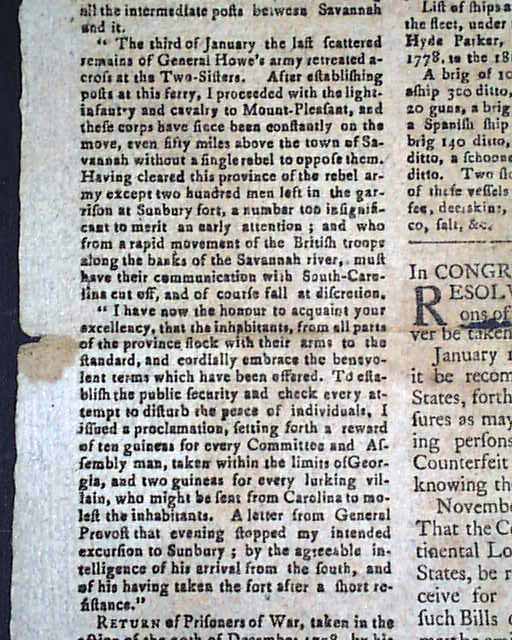 all the intermediate posts between Savannah
and it.
" The third of January the last scattered
remains of General Howe's army retreated a-
cross at the Two-Sisters. After establishing
posts at this ferry, I proceeded with the light-
infantry and cavalry to Mount-Pleasant, and
these corps have since been constantly on the
move, even fifty miles above the town of Sa-
vannah without a single rebel to oppose them.
Having cleared this province of the rebel ar-
my except two hundred men left in the gar-
rison at Sunbury fort, a number too insignifi-
cant to merit an early attention ; and who
from a rapid movement of the British troops
along the banks of the Savannah river, must
have their communication with South-Caro-
lina cut off, and of course fall at discretion.
" I have now the honour to acquaint your
excellency, that the inhabitants, from all parts
of the province flock with their arms to the
standard, and cordially embrace the benevo-
lent terms which have been offered. To esta-
blish the public security and check every at-
tempt to disturb the peace of individuals, I
issued a proclamation, setting forth a reward
of ten guineas for every Committee and As-
sembly man, taken within the limits of Geor-
gia, and two guineas for every lurking vil-
lain, who might be sent from Carolina to mo-
lest the inhabitants. A letter from General
Provost that evening stopped my intended
excursion to Sunbury ; by the agreeable in-
telligence of his arrival from the south, and
of his having taken the fort after a short re-
sistance."
RETURN of Prisoners of War, taken in the
of the 29th of December 1778, by his
List of ships a
the fleet, under
Hyde Parker,
1778, to the 18
A brig of 10
a ship 300 ditto,
20 guns, a brig
a Spanish ship
brig 140 ditto,
ditto, a schoone
ditto. Two slo
of these vessels
fee, deerskins,
co, salt, &c.
In CONGR
RESOLV
ons of
ver be taken
January 1
it be recom
States, forth
sures as may
ing persons
Counterfeit
knowing the
Novembe
That the Co
tinental Lo
States, be r
ceive for
such Bills o